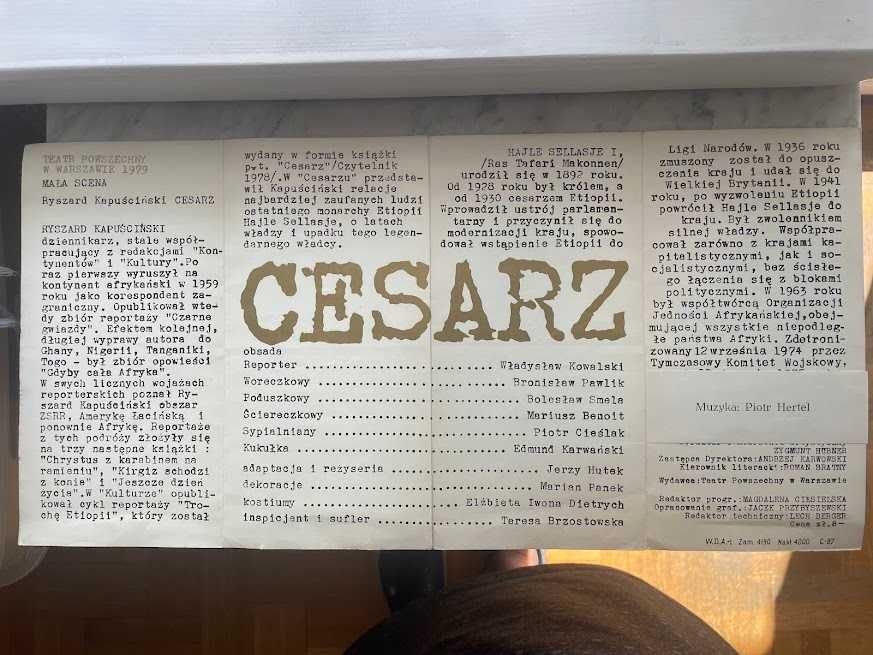 TEATR POWSZECHNY
W WARSZAWIE 1979
MAŁA SCENA
Ryszard Kapuściński CESARZ
RYSZARD KAPUŚCIŃSKI
dziennikarz, stale współ-
pracujący z redakcjami "Kon-
tynentów" i "Kultury".Po
raz pierwszy wyruszył na
kontynent afrykański w 1959
roku jako korespondent za-
graniczny. Opublikował wte-
dy zbiór reportaży "Czarne
gwiazdy". Efektem kolejnej,
długiej wyprawy autora do
Ghany, Nigerii, Tanganiki,
Togo - był zbiór opowieści
"Gdyby cała Afryka".
W swych licznych wojażach
reporterskich poznał Ry-
szard Kapuściński obszar
ZSRR, Amerykę Łacińską i
ponownie Afrykę. Reportaże
z tych podróży złożyły się
na trzy następne książki :
"Chrystus z karabinem na
ramieniu", "Kirgiz schodzi
z konia" i "Jeszcze dzień
życia".W "Kulturze" opubli-
kował cykl reportaży "Tro-
chę Etiopii", który został
wydany w formie książki
pt. "Cesarz"/Czytelnik
1978/.W "Cesarzu" przedsta-
wił Kapuściński relacje
najbardziej zaufanych ludzi
ostatniego monarchy Etiopii
Hajle Sellasje, o latach
władzy i upadku tego legen-
darnego władcy.
HAJLE SELLASJE I,
/Ras Tafari Makonnen/
urodził się w 1892 roku.
Od 1928 roku był królem, a
od 1930 cesarzem Etiopii.
Wprowadził ustrój parlamen-
tarny i przyczynił się do
modernizacji kraju, spowo-
dował wstąpienie Etiopii do
CESARZ
obsada
Reporter ........................ Władysław Kowalski
Woreczkowy ........................ Bronisław Pawlik
Poduszkowy ........................ Bolesław Smela
Ściereczkowy ........................ Mariusz Benoit
Sypialniany ........................ Piotr Cieślak
Kukułka ........................ Edmund Karwański
adaptacja i reżyseria ................ Jerzy Hutek
dekoracje ........................ Marian Panek
kostiumy ................ Elżbieta Iwona Dietrych
inspicjent i sufler .............. Teresa Brzostowska
Ligi Narodów. W 1936 roku
zmuszony został do opusz-
czenia kraju i udał się do
Wielkiej Brytanii. W 1941
roku, po wyzwoleniu Etiopii
powrócił Hajle Sellasje do
kraju. Był zwolennikiem
silnej władzy. Współpra-
cował zarówno z krajami ka-
pitalistycznymi, jak i so-
cjalistycznymi, bez ścisłe-
go łączenia się z blokami
politycznymi. W 1963 roku
był współtwórcą Organizacji
Jedności Afrykańskiej,obej-
mującej wszystkie niepodleg-
łe państwa Afryki. Zdetroni-
zowany 12 września 1974 przez
Tymczasowy Komitet Wojskowy.
Muzyka: Piotr Hertel
ZYGMUNT HÜBNER
Zastępca Dyrektora:ANDRZEJ KARWOWSKI
Kierownik literack':ROMAN BRATNY
Wydawca:Teatr Powszechny w Warszawie
Redaktor progr.:MAGDALENA CIESIELSKA
Opracowanie graf.:JACEK PRZYBYSZEWSKI
Redaktor techniczny:LECH BERGER
Cena zł.8-
W.D.A-t Zam. 4190 Nakł 4000 C-87